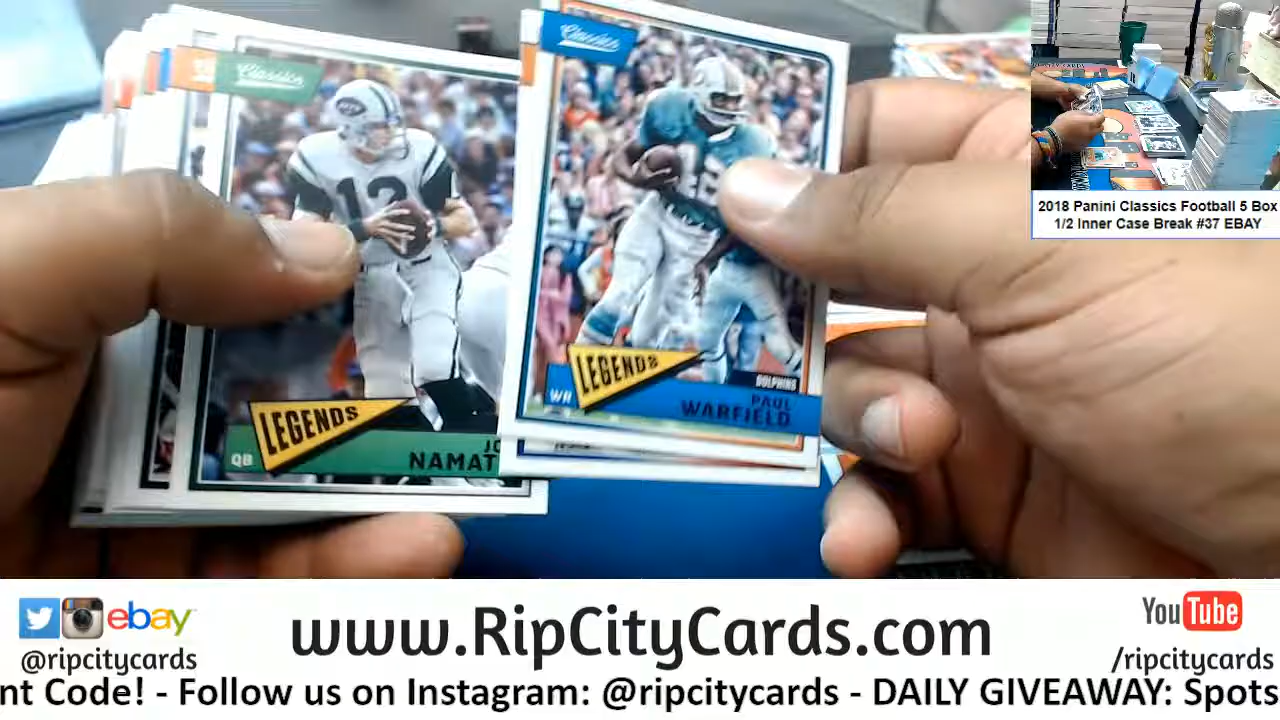 Classics
12
LEGENDS
QB
NAMAT
Classics
42
LEGENDS
WR
DOLPHINS
PAUL
WARFIELD
2018 Panini Classics Football 5 Box
1/2 Inner Case Break #37 EBAY
ebay
@ripcitycards
www.RipCityCards.com
YouTube
/ripcitycards
nt Code! - Follow us on Instagram: @ripcitycards - DAILY GIVEAWAY: Spots